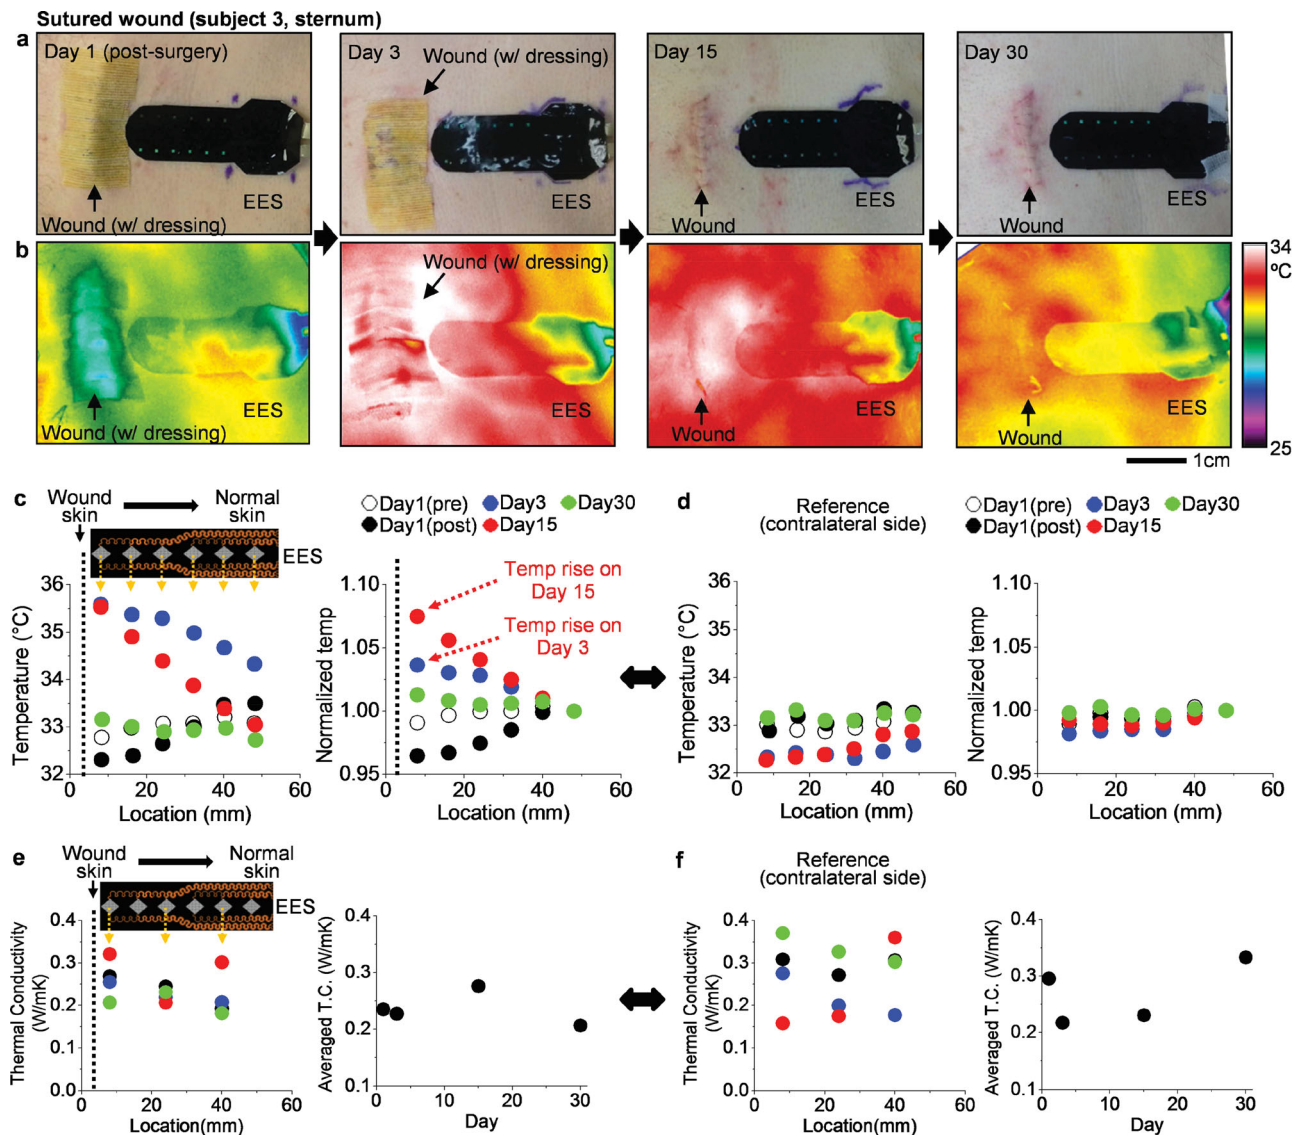 Sutured wound (subject 3, sternum)
a
Day 1 (post-surgery)
Wound (w/ dressing)
EES
Day 3
Wound (w/ dressing)
EES
Day 15
Wound
EES
Day 30
Wound
EES
b
Wound (w/ dressing)
EES
Wound (w/ dressing)
EES
Wound
EES
Wound
EES
34
ºC
25
1cm
c
Wound
skin
Normal
skin
EES
Temperature (°C)
36
35
34
33
32
0 20 40 60
Location (mm)
Day1(pre) Day3 Day30
Day1(post) Day15
Normalized temp
1.10
1.05
1.00
0.95
Temp rise on
Day 15
Temp rise on
Day 3
0 20 40 60
Location (mm)
d
Reference
(contralateral side)
Temperature (°C)
36
35
34
33
32
0 20 40 60
Location (mm)
Day1(pre) Day3 Day30
Day1(post) Day15
Normalized temp
1.10
1.05
1.00
0.95
0 20 40 60
Location (mm)
e
Wound
skin
Normal
skin
EES
Thermal Conductivity
(W/mK)
0.4
0.3
0.2
0.1
0.0
0 20 40 60
Location(mm)
Averaged T.C. (W/mK)
0.4
0.3
0.2
0.1
0 10 20 30
Day
f
Reference
(contralateral side)
Thermal Conductivity
(W/mK)
0.4
0.3
0.2
0.1
0.0
0 20 40 60
Location (mm)
Averaged T.C. (W/mK)
0.4
0.3
0.2
0.1
0 10 20 30
Day